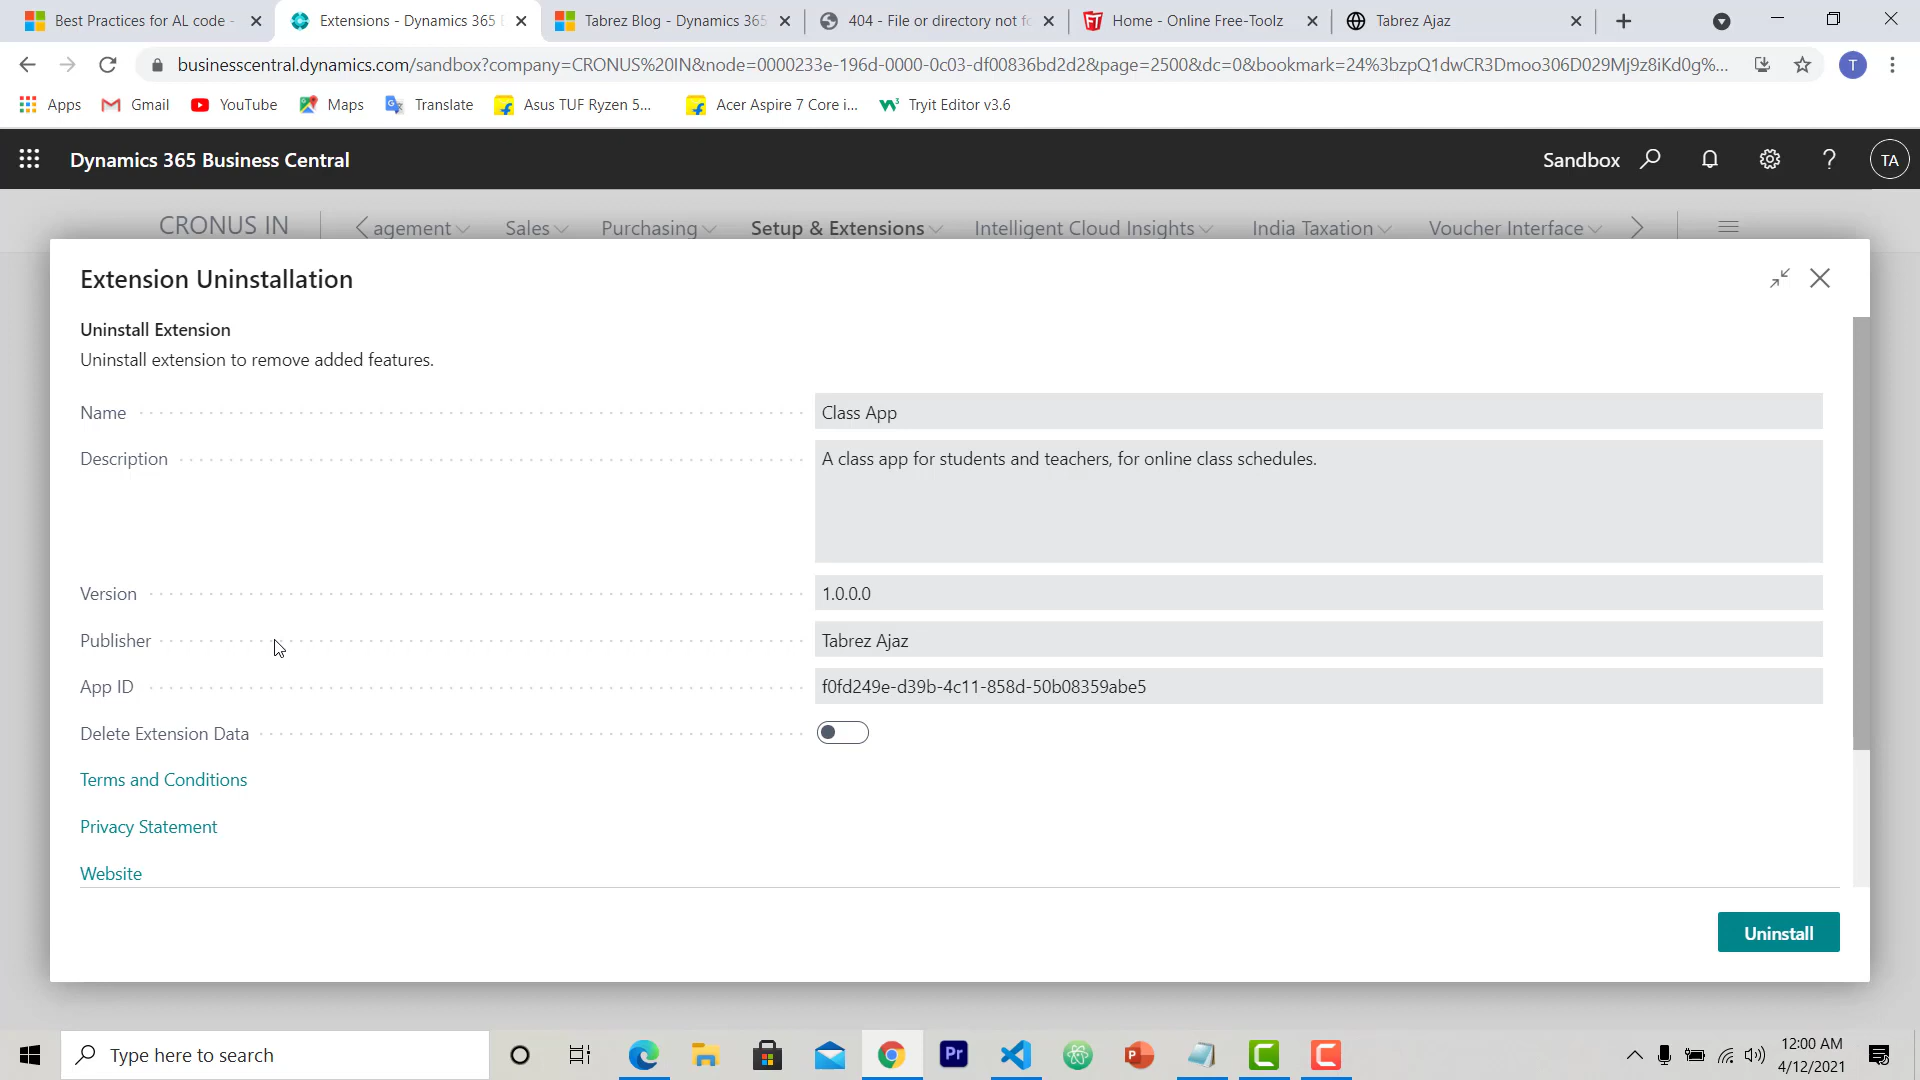 Best Practices for AL code -
Extensions - Dynamics 365
Tabrez Blog - Dynamics 365
404 - File or directory not fo
Home - Online Free-Toolz
Tabrez Ajaz
businesscentral.dynamics.com/sandbox?company=CRONUS%20IN&node=0000233e-196d-0000-0c03-df00836bd2d2&page=2500&dc=0&bookmark=24%3bzpQ1dwCR3Dmoo306D029Mj9z8iKd0g%...
T
Apps
Gmail
YouTube
Maps
Translate
Asus TUF Ryzen 5...
Acer Aspire 7 Core i...
Tryit Editor v3.6
Dynamics 365 Business Central
Sandbox
TA
CRONUS IN
agement
Sales
Purchasing
Setup & Extensions
Intelligent Cloud Insights
India Taxation
Voucher Interface
Extension Uninstallation
Uninstall Extension
Uninstall extension to remove added features.
Name
Class App
Description
A class app for students and teachers, for online class schedules.
Version
1.0.0.0
Publisher
Tabrez Ajaz
App ID
f0fd249e-d39b-4c11-858d-50b08359abe5
Delete Extension Data
Terms and Conditions
Privacy Statement
Website
Uninstall
Type here to search
Pr
12:00 AM
4/12/2021